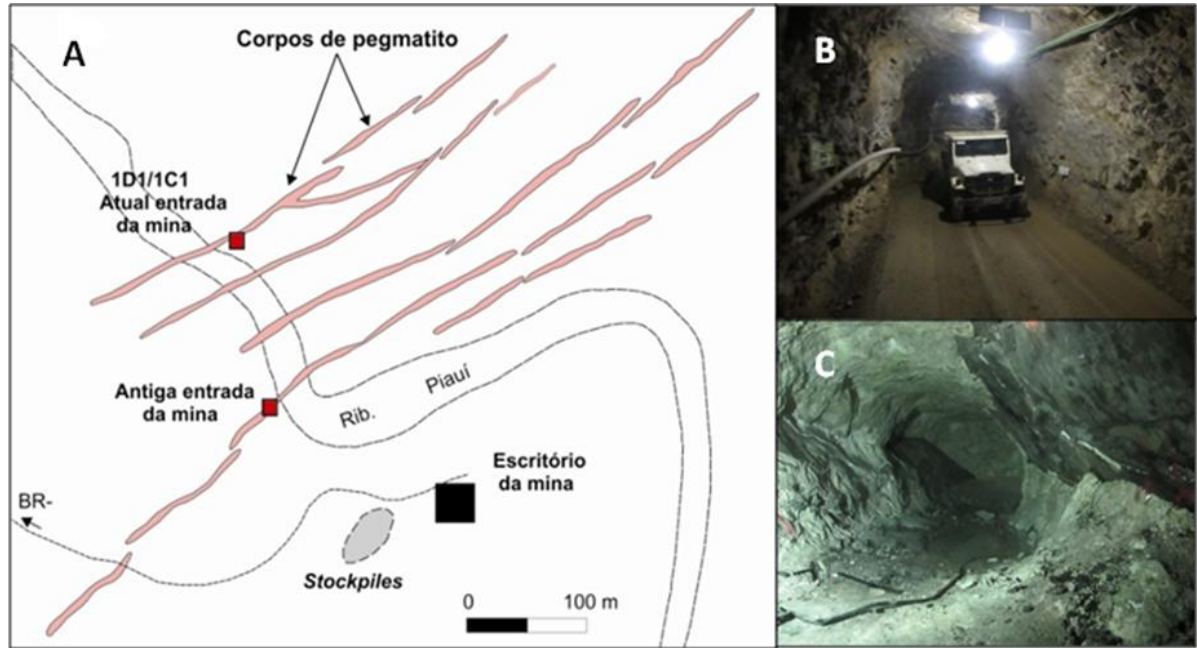 A
Corpos de pegmatito
1D1/1C1
Atual entrada
da mina
Antiga entrada
da mina
Rib. Piauí
BR-
Escritório
da mina
Stockpiles
0 100 m
B
C